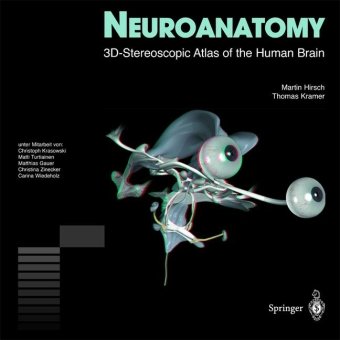 NEUROANATOMY
3D-Stereoscopic Atlas of the Human Brain
Martin Hirsch
Thomas Kramer
unter Mitarbeit von:
Christoph Krasowski
Matti Turtiainen
Matthias Gauer
Christina Zinecker
Carina Wiedeholz
Springer